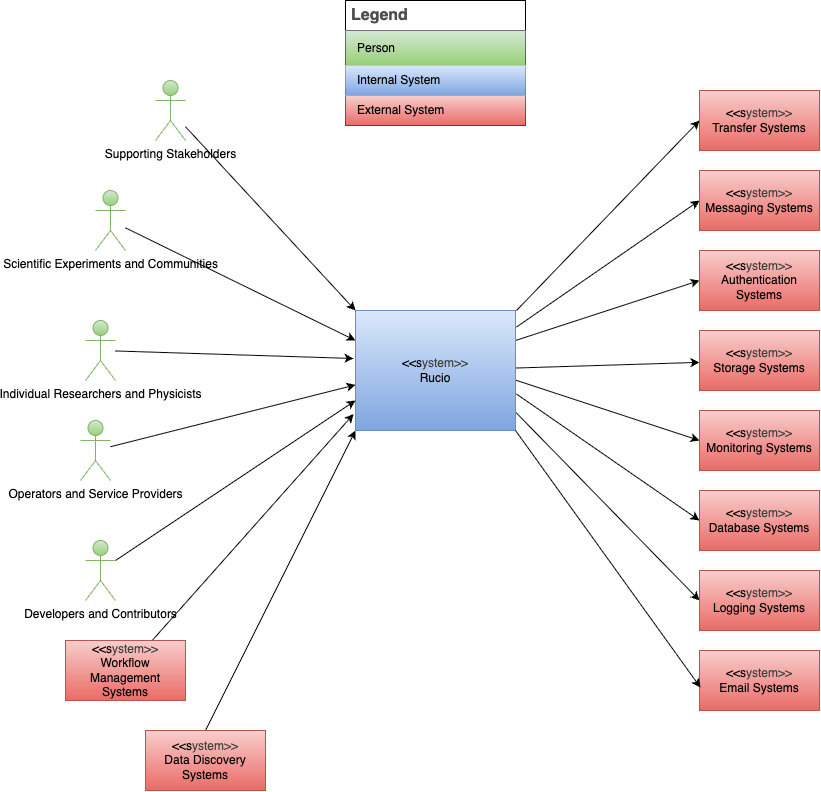 Legend
Person
Internal System
External System
Supporting Stakeholders
Scientific Experiments and Communities
Individual Researchers and Physicists
Operators and Service Providers
Developers and Contributors
<<system>>
Workflow
Management
Systems
<<system>>
Data Discovery
Systems
<<system>>
Rucio
<<system>>
Transfer Systems
<<system>>
Messaging Systems
<<system>>
Authentication
Systems
<<system>>
Storage Systems
<<system>>
Monitoring Systems
<<system>>
Database Systems
<<system>>
Logging Systems
<<system>>
Email Systems